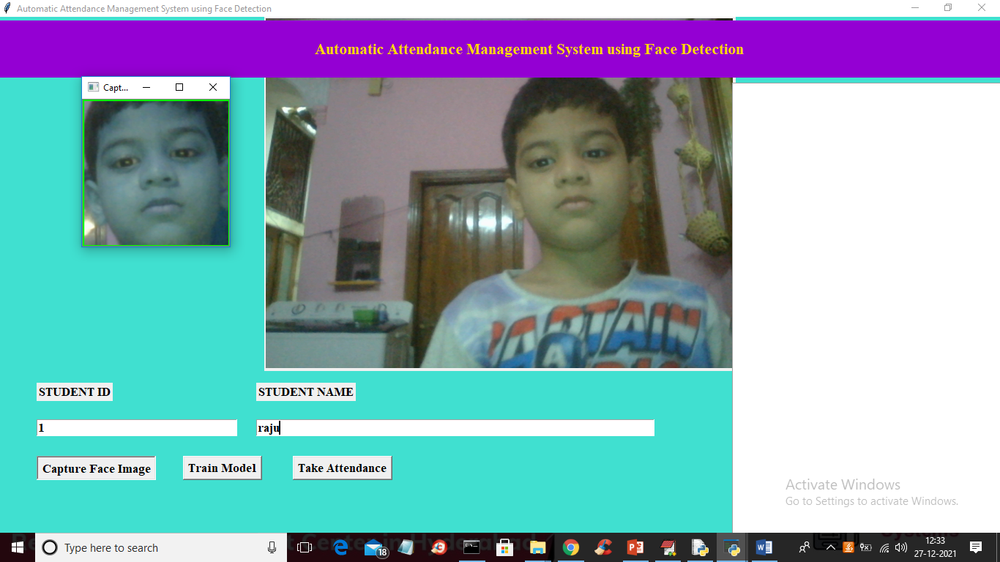 Automatic Attendance Management System using Face Detection
Automatic Attendance Management System using Face Detection
Capt...
CAPTAIN
STUDENT ID
STUDENT NAME
1
raju
Capture Face Image
Train Model
Take Attendance
Activate Windows
Go to Settings to activate Windows.
Type here to search
18
12:33
27-12-2021